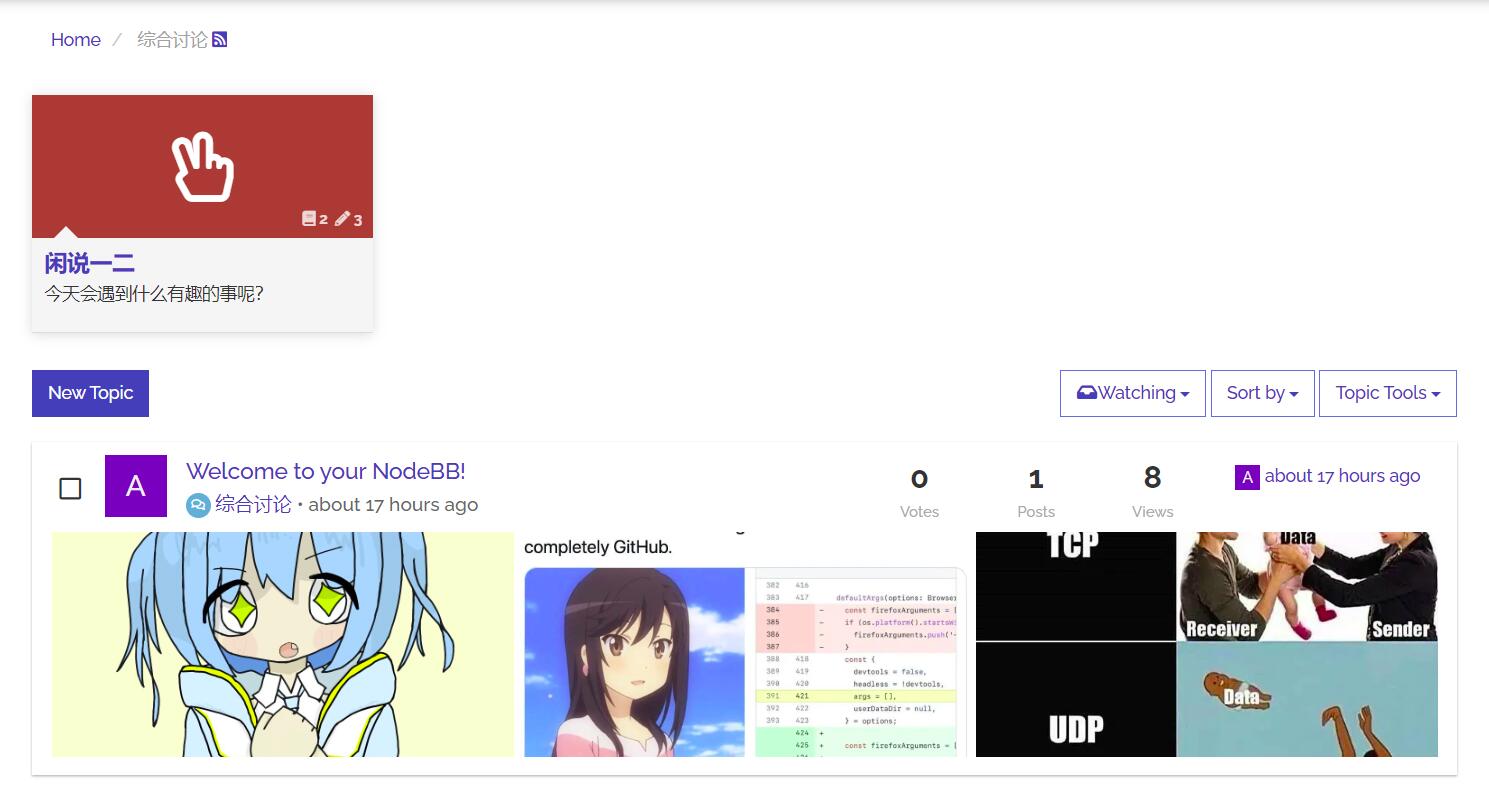 Home / 综合讨论
2 3
闲说一二
今天会遇到什么有趣的事呢?
New Topic
Watching
Sort by
Topic Tools
A
Welcome to your NodeBB!
综合讨论 • about 17 hours ago
0
Votes
1
Posts
8
Views
A about 17 hours ago
completely GitHub.
382 416
383 417 defaultArgs(options: Browser
384 - const firefoxArguments = [
385 - if (os.platform().startsWi
386 - firefoxArguments.push('-
387 - }
388 418 const {
389 419 devtools = false,
390 420 headless = !devtools,
391 421 args = [],
392 422 userDataDir = null,
393 423 } = options;
424 +
425 + const firefoxArguments = [
TCP
Data
Receiver
Sender
UDP
Data